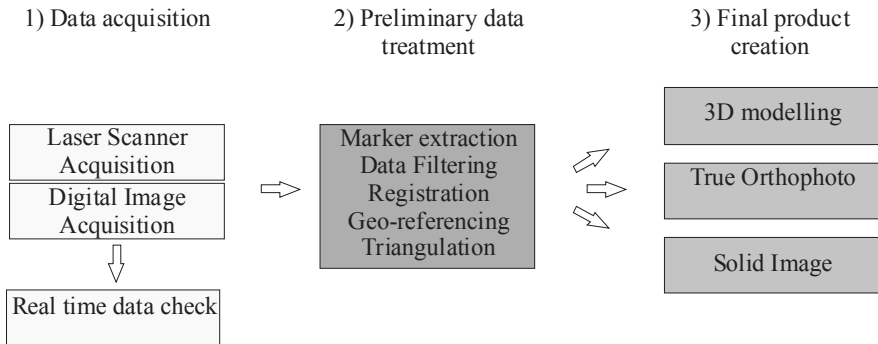 1) Data acquisition
2) Preliminary data
treatment
3) Final product
creation
Laser Scanner
Acquisition
Digital Image
Acquisition
Real time data check
Marker extraction
Data Filtering
Registration
Geo-referencing
Triangulation
3D modelling
True Orthophoto
Solid Image